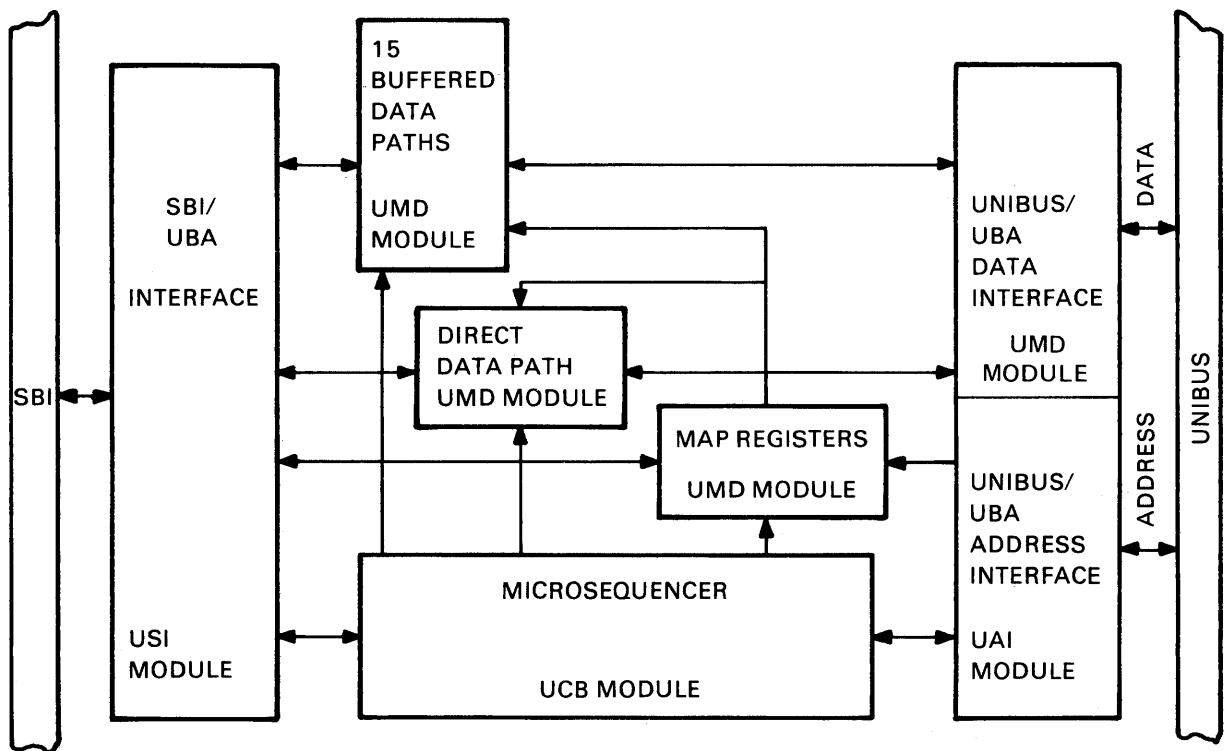 SBI
SBI/
UBA
INTERFACE
USI
MODULE
15
BUFFERED
DATA
PATHS
UMD
MODULE
DIRECT
DATA PATH
UMD MODULE
MAP REGISTERS
UMD MODULE
MICROSEQUENCER
UCB MODULE
UNIBUS/
UBA
DATA
INTERFACE
UMD
MODULE
UNIBUS/
UBA
ADDRESS
INTERFACE
UAI
MODULE
DATA
ADDRESS
UNIBUS